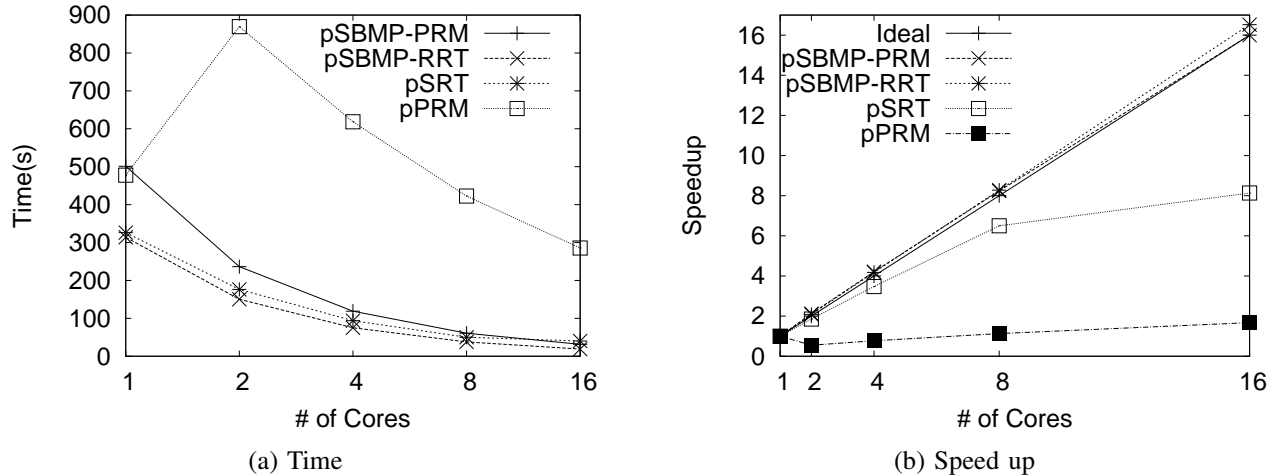 900
800
700
600
500
400
300
200
100
0
Time(s)
pSBMP-PRM
pSBMP-RRT
pSRT
pPRM
1 2 4 8 16
# of Cores
(a) Time
16
14
12
10
8
6
4
2
0
Speedup
Ideal
pSBMP-PRM
pSBMP-RRT
pSRT
pPRM
1 2 4 8 16
# of Cores
(b) Speed up